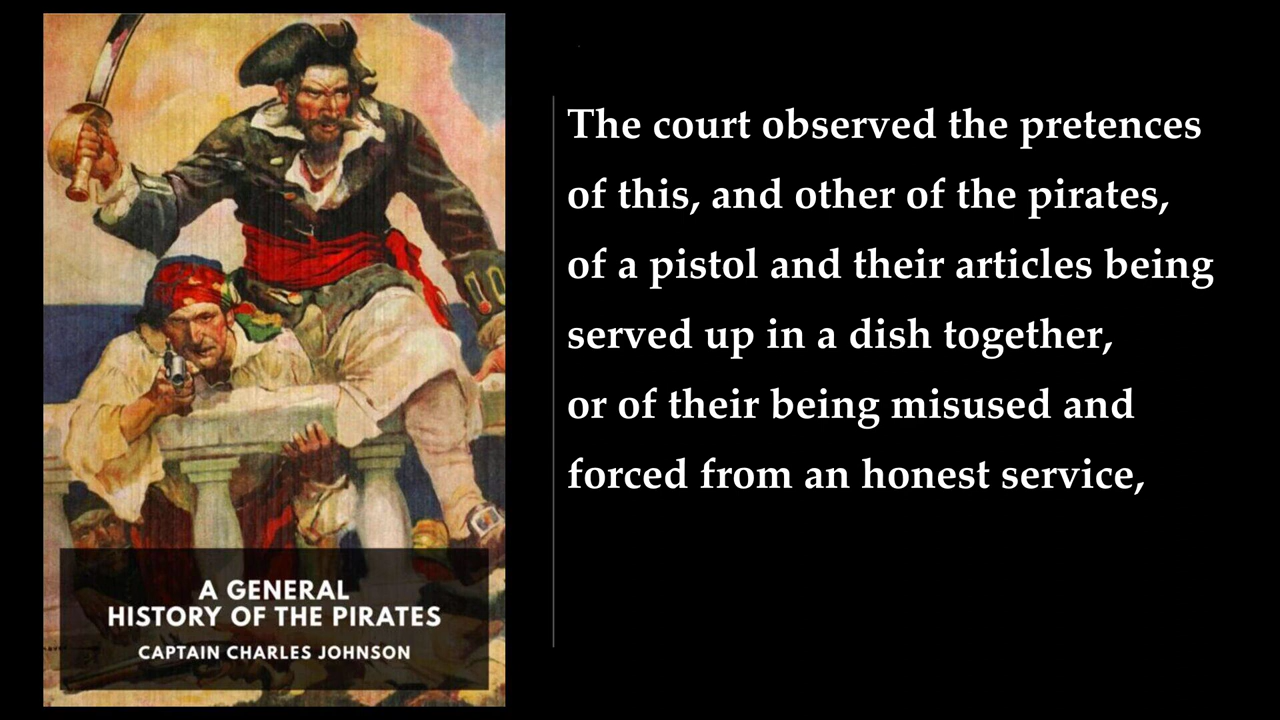 A GENERAL
HISTORY OF THE PIRATES
CAPTAIN CHARLES JOHNSON
The court observed the pretences
of this, and other of the pirates,
of a pistol and their articles being
served up in a dish together,
or of their being misused and
forced from an honest service,